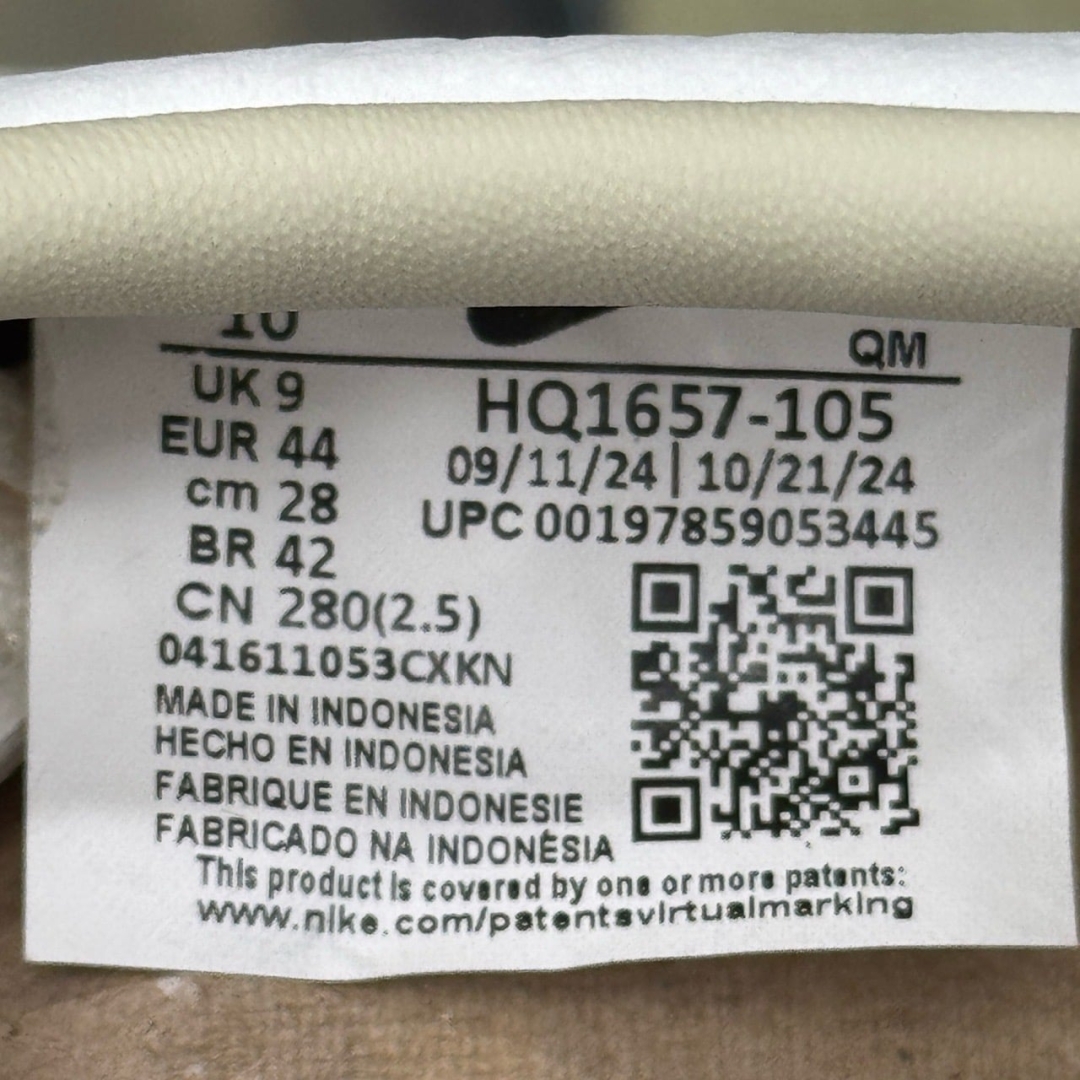 10
QM
UK 9
HQ1657-105
EUR 44
09/11/24 | 10/21/24
cm 28
UPC 00197859053445
BR 42
CN 280(2.5)
041611053CXKN
MADE IN INDONESIA
HECHO EN INDONESIA
FABRIQUE EN INDONESIE
FABRICADO NA INDONÉSIA
This product is covered by one or more patents:
www.nike.com/patentsvirtualmarking